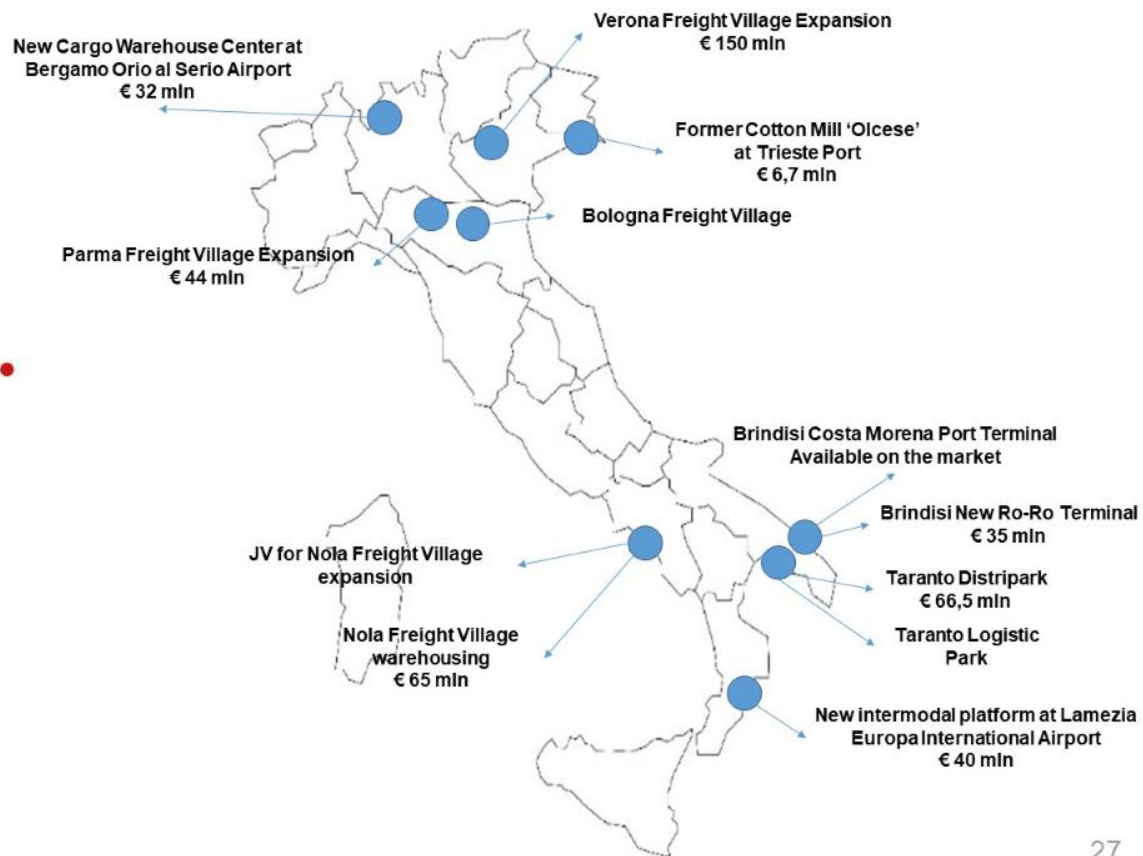 Verona Freight Village Expansion
€ 150 mln
New Cargo Warehouse Center at
Bergamo Orio al Serio Airport
€ 32 mln
Former Cotton Mill ‘Olcese’
at Trieste Port
€ 6,7 mln
Bologna Freight Village
Parma Freight Village Expansion
€ 44 mln
Brindisi Costa Morena Port Terminal
Available on the market
Brindisi New Ro-Ro Terminal
€ 35 mln
JV for Nola Freight Village
expansion
Taranto Distripark
€ 66,5 mln
Nola Freight Village
warehousing
€ 65 mln
Taranto Logistic
Park
New intermodal platform at Lamezia
Europa International Airport
€ 40 mln
27